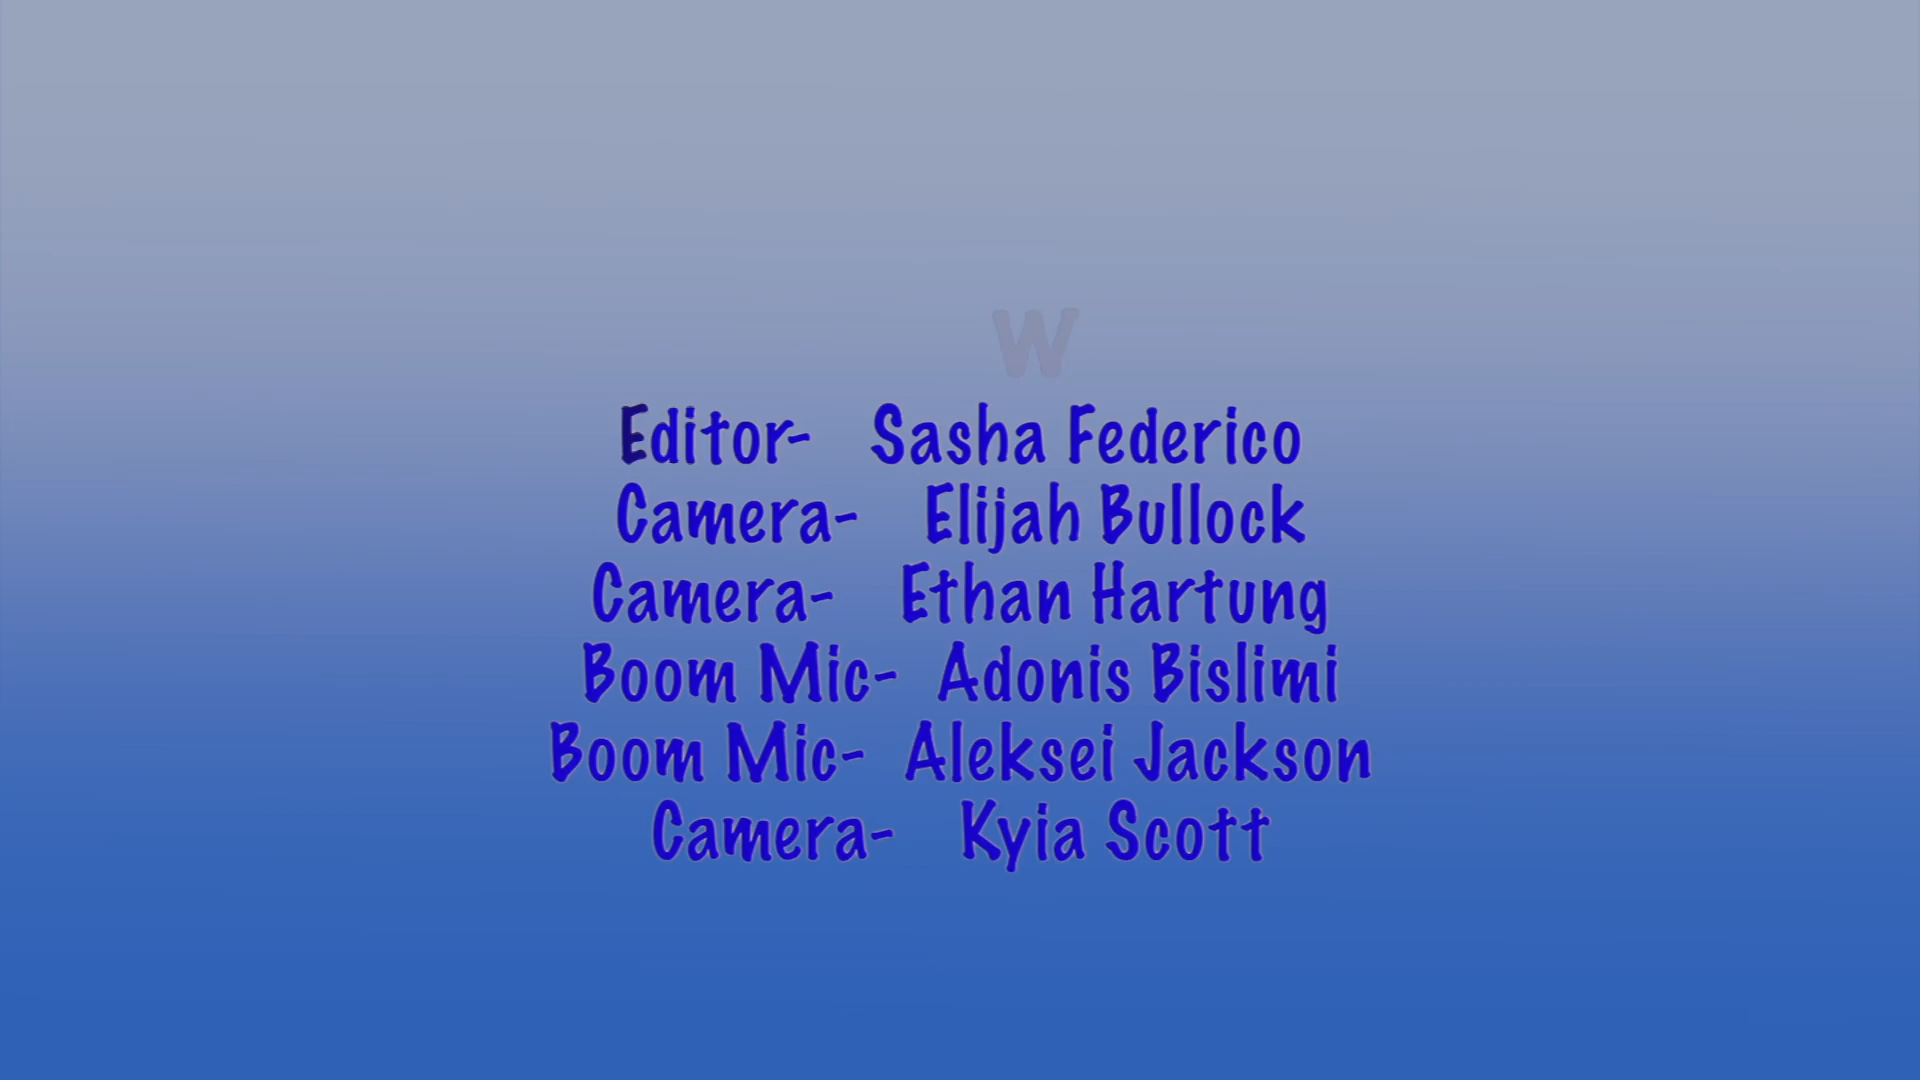 W
Editor- Sasha Federico
Camera- Elijah Bullock
Camera- Ethan Hartung
Boom Mic- Adonis Bislimi
Boom Mic- Aleksei Jackson
Camera- Kyia Scott